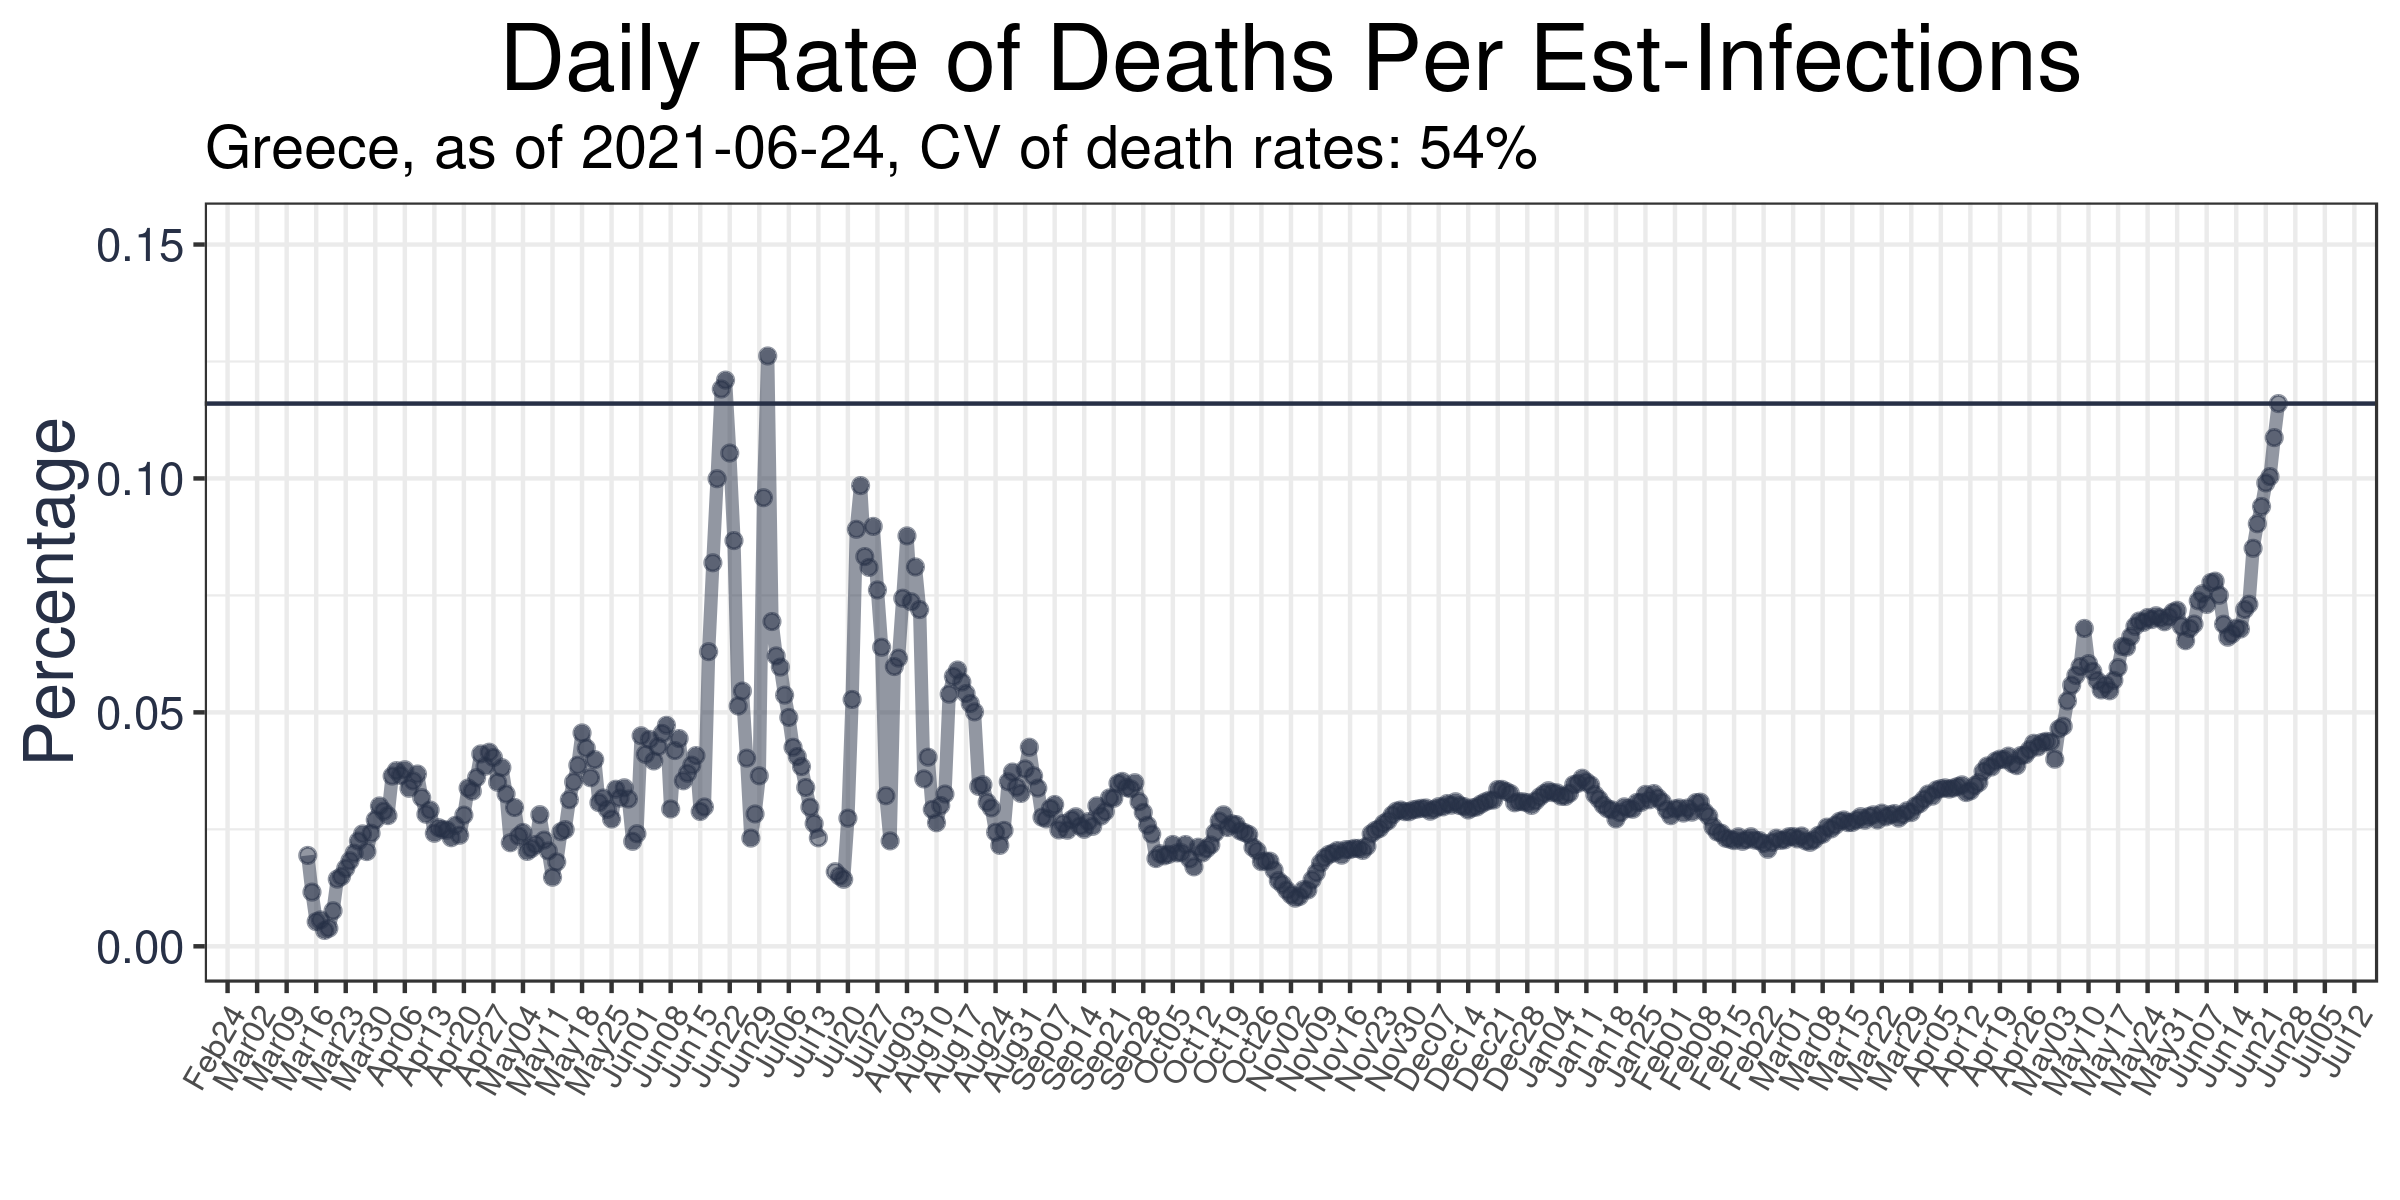 Daily Rate of Deaths Per Est-Infections
Greece, as of 2021-06-24, CV of death rates: 54%
Percentage
0.15
0.10
0.05
0.00
Feb24
Mar02
Mar09
Mar16
Mar23
Mar30
Apr06
Apr13
Apr20
Apr27
May04
May11
May18
May25
Jun01
Jun08
Jun15
Jun22
Jun29
Jul06
Jul13
Jul20
Jul27
Aug03
Aug10
Aug17
Aug24
Aug31
Sep07
Sep14
Sep21
Sep28
Oct05
Oct12
Oct19
Oct26
Nov02
Nov09
Nov16
Nov23
Nov30
Dec07
Dec14
Dec21
Dec28
Jan04
Jan11
Jan18
Jan25
Feb01
Feb08
Feb15
Feb22
Mar01
Mar08
Mar15
Mar22
Mar29
Apr05
Apr12
Apr19
Apr26
May03
May10
May17
May24
May31
Jun07
Jun14
Jun21
Jun28
Jul05
Jul12